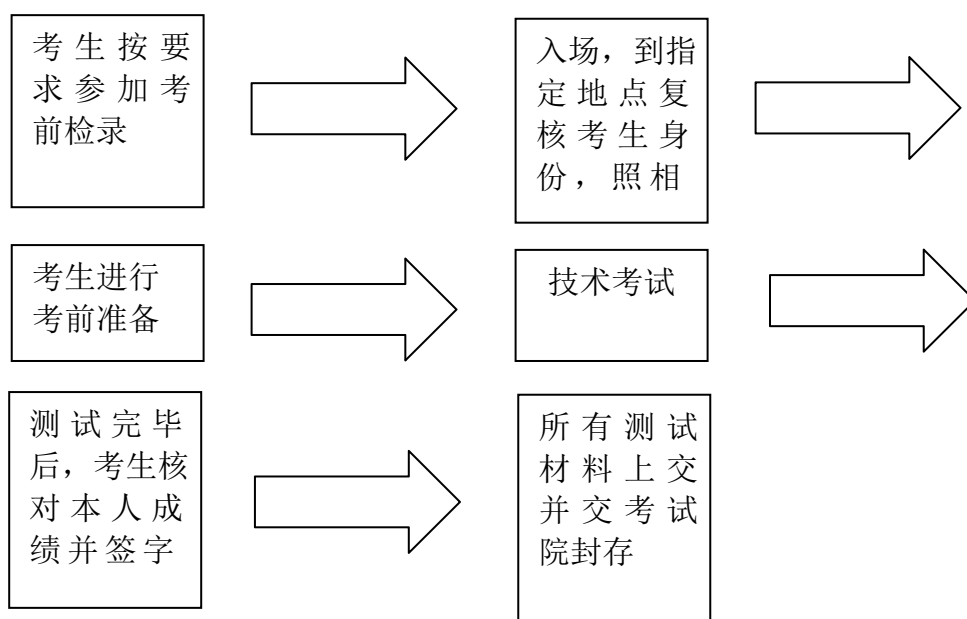 考生按要
求参加考
前检录
入场，到指
定地点复
核考生身
份，照相
考生进行
考前准备
技术考试
测试完毕
后，考生核
对本人成
绩并签字
所有测试
材料上交
并交考试
院封存